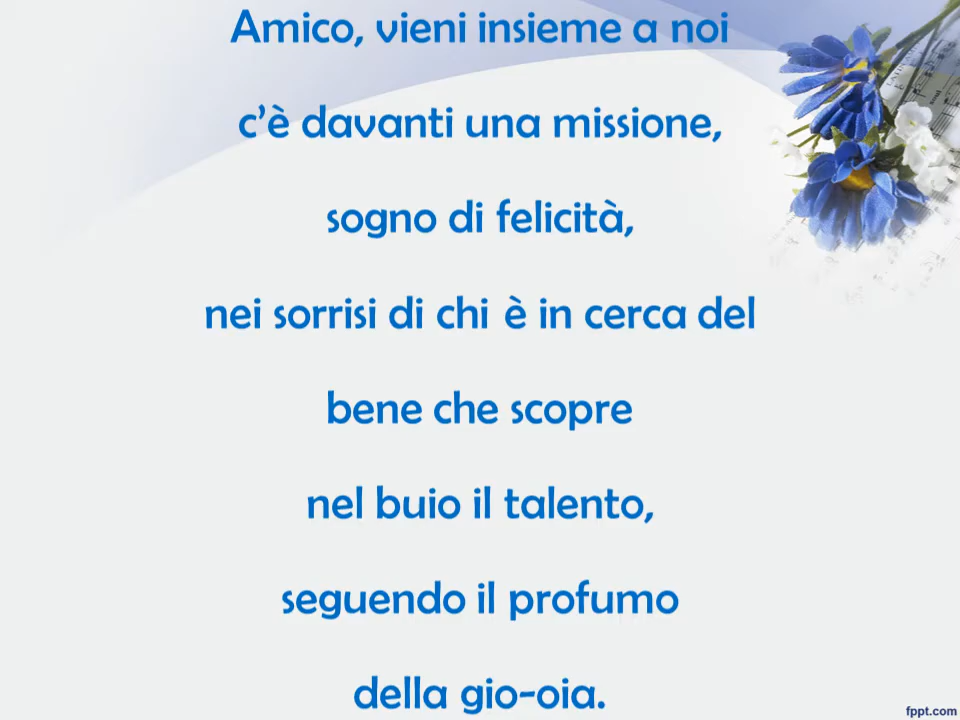 Amico, vieni insieme a noi
c'è davanti una missione,
sogno di felicità,
nei sorrisi di chi è in cerca del
bene che scopre
nel buio il talento,
seguendo il profumo
della gio-oia.
fppt.com